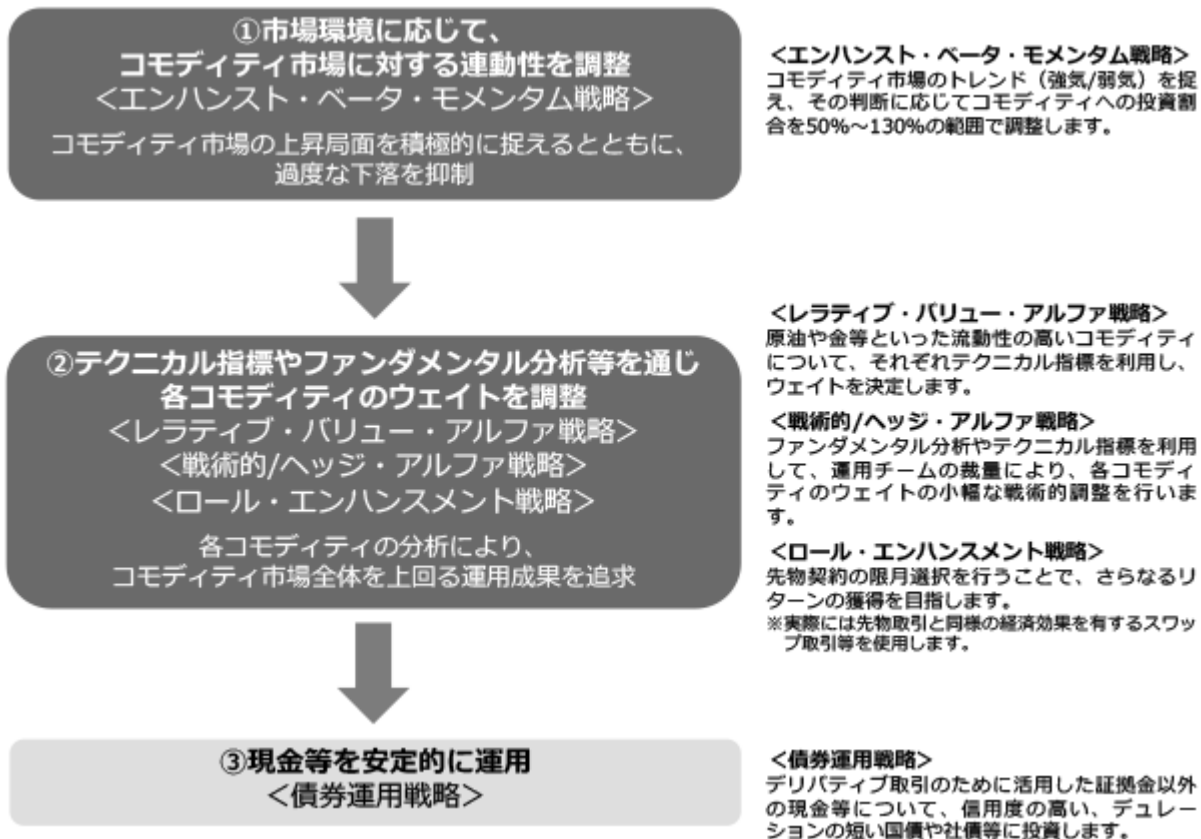 ①市場環境に応じて、
コモディティ市場に対する連動性を調整
＜エンハンスト・ベータ・モメンタム戦略＞
コモディティ市場の上昇局面を積極的に捉えるとともに、
過度な下落を抑制
＜エンハンスト・ベータ・モメンタム戦略＞
コモディティ市場のトレンド（強気/弱気）を捉
え、その判断に応じてコモディティへの投資割
合を50%～130%の範囲で調整します。
②テクニカル指標やファンダメンタル分析等を通じ
各コモディティのウェイトを調整
＜レラティブ・バリュー・アルファ戦略＞
＜戦術的/ヘッジ・アルファ戦略＞
＜ロール・エンハンスメント戦略＞
各コモディティの分析により、
コモディティ市場全体を上回る運用成果を追求
＜レラティブ・バリュー・アルファ戦略＞
原油や金等といった流動性の高いコモディティ
について、それぞれテクニカル指標を利用し、
ウェイトを決定します。
＜戦術的/ヘッジ・アルファ戦略＞
ファンダメンタル分析やテクニカル指標を利用
して、運用チームの裁量により、各コモディ
ティのウェイトの小幅な戦術的調整を行いま
す。
＜ロール・エンハンスメント戦略＞
先物契約の限月選択を行うことで、さらなるリ
ターンの獲得を目指します。
※実際には先物取引と同様の経済効果を有するスワッ
プ取引等を使用します。
③現金等を安定的に運用
＜債券運用戦略＞
＜債券運用戦略＞
デリバティブ取引のために活用した証拠金以外
の現金等について、信用度の高い、デュレー
ションの短い国債や社債等に投資します。